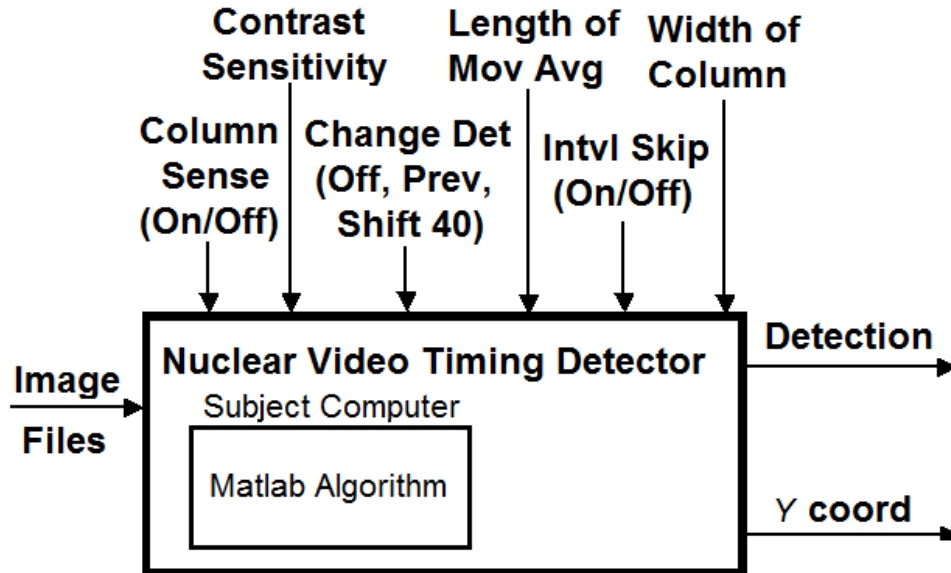 Contrast
Sensitivity
Length of
Mov Avg
Width of
Column
Column
Sense
(On/Off)
Change Det
(Off, Prev,
Shift 40)
Intvl Skip
(On/Off)
Image
Files
Nuclear Video Timing Detector
Subject Computer
Matlab Algorithm
Detection
Y coord